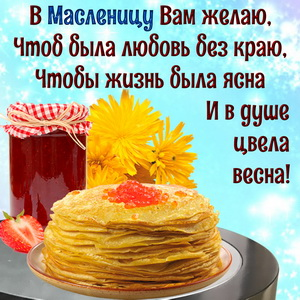 В Масленицу Вам желаю,
Чтоб была любовь без краю,
Чтобы жизнь была ясна
И в душе
цвела
весна!